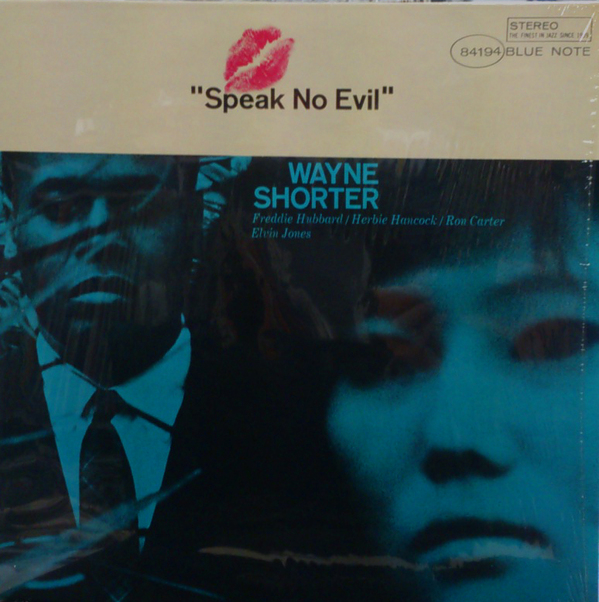 STEREO
THE FINEST IN JAZZ SINCE 1939
84194 BLUE NOTE
"Speak No Evil"
WAYNE
SHORTER
Freddie Hubbard / Herbie Hancock / Ron Carter
Elvin Jones